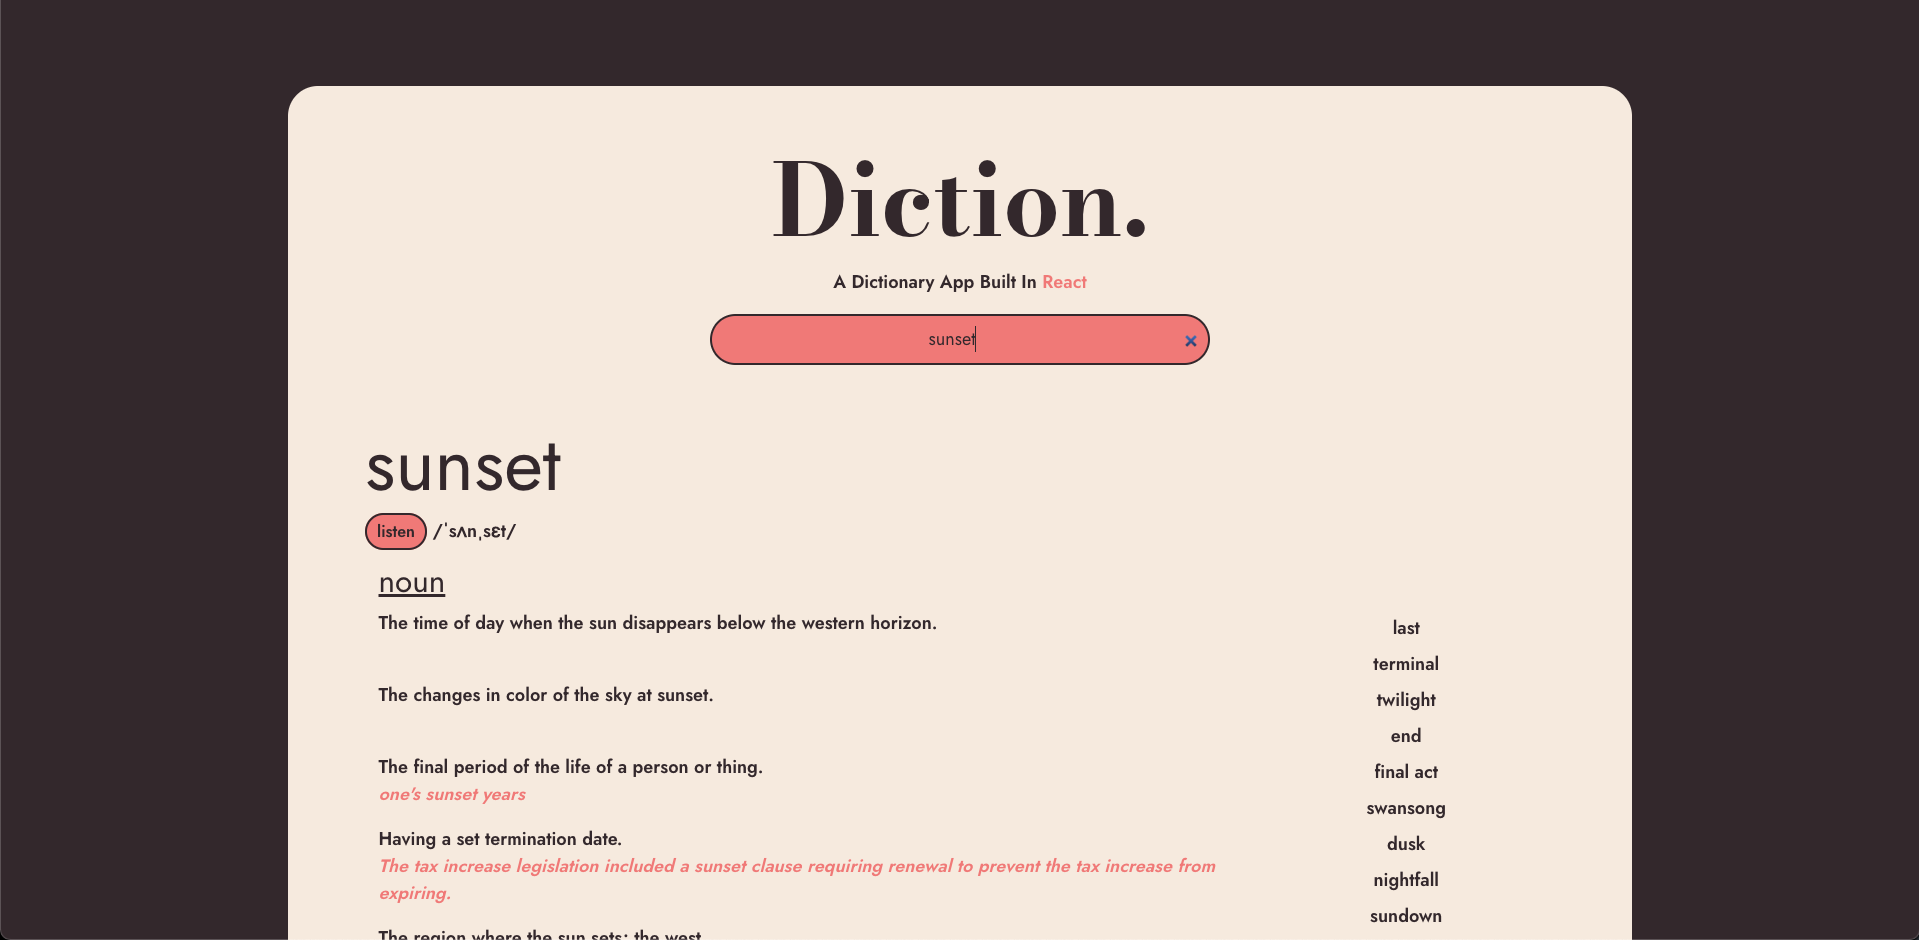 Diction.
A Dictionary App Built In React
sunset
sunset
listen /ˈsʌnˌsɛt/
noun
The time of day when the sun disappears below the western horizon.
The changes in color of the sky at sunset.
The final period of the life of a person or thing.
one's sunset years
Having a set termination date.
The tax increase legislation included a sunset clause requiring renewal to prevent the tax increase from
expiring.
The region where the sun sets; the west.
last
terminal
twilight
end
final act
swansong
dusk
nightfall
sundown